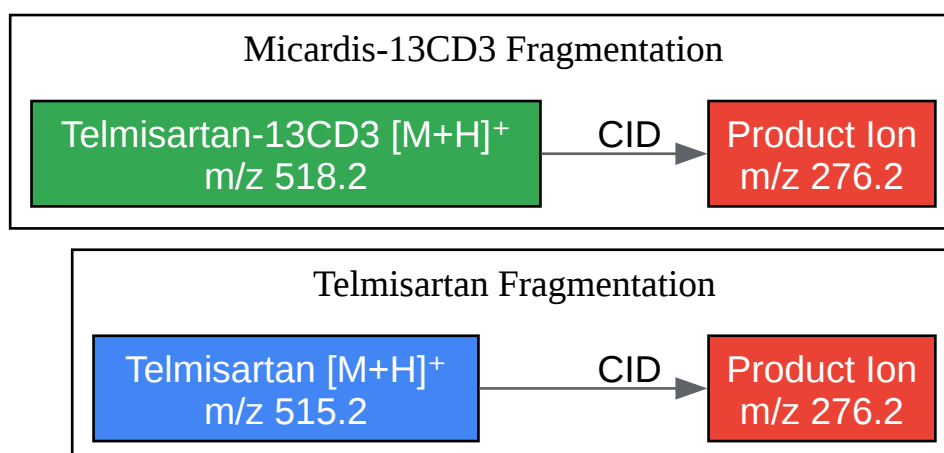 Micardis-13CD3 Fragmentation
Telmisartan-13CD3 [M+H]⁺
m/z 518.2
CID
Product Ion
m/z 276.2
Telmisartan Fragmentation
Telmisartan [M+H]⁺
m/z 515.2
CID
Product Ion
m/z 276.2